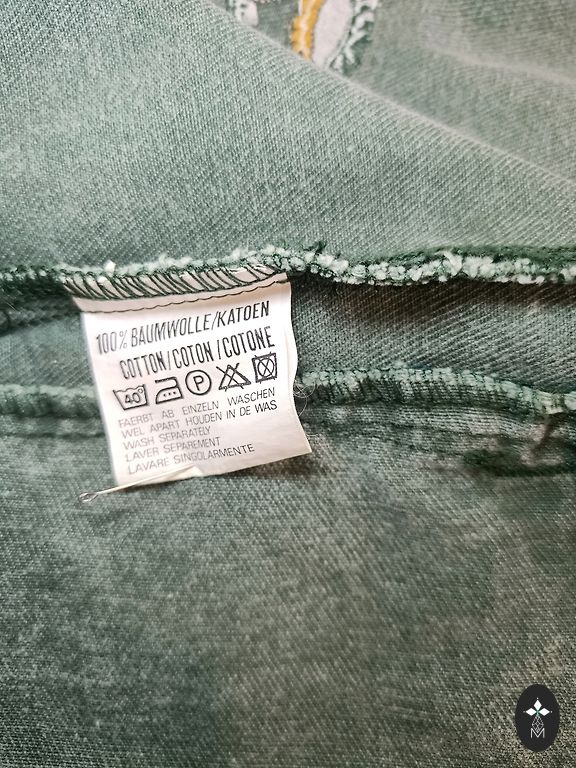 100% BAUMWOLLE/KATOEN
COTTON/COTON/COTONE
40° P
FAERBT AB EINZELN WASCHEN
WEL APART HOUDEN IN DE WAS
WASH SEPARATELY
LAVER SEPAREMENT
LAVARE SINGOLARMENTE
M